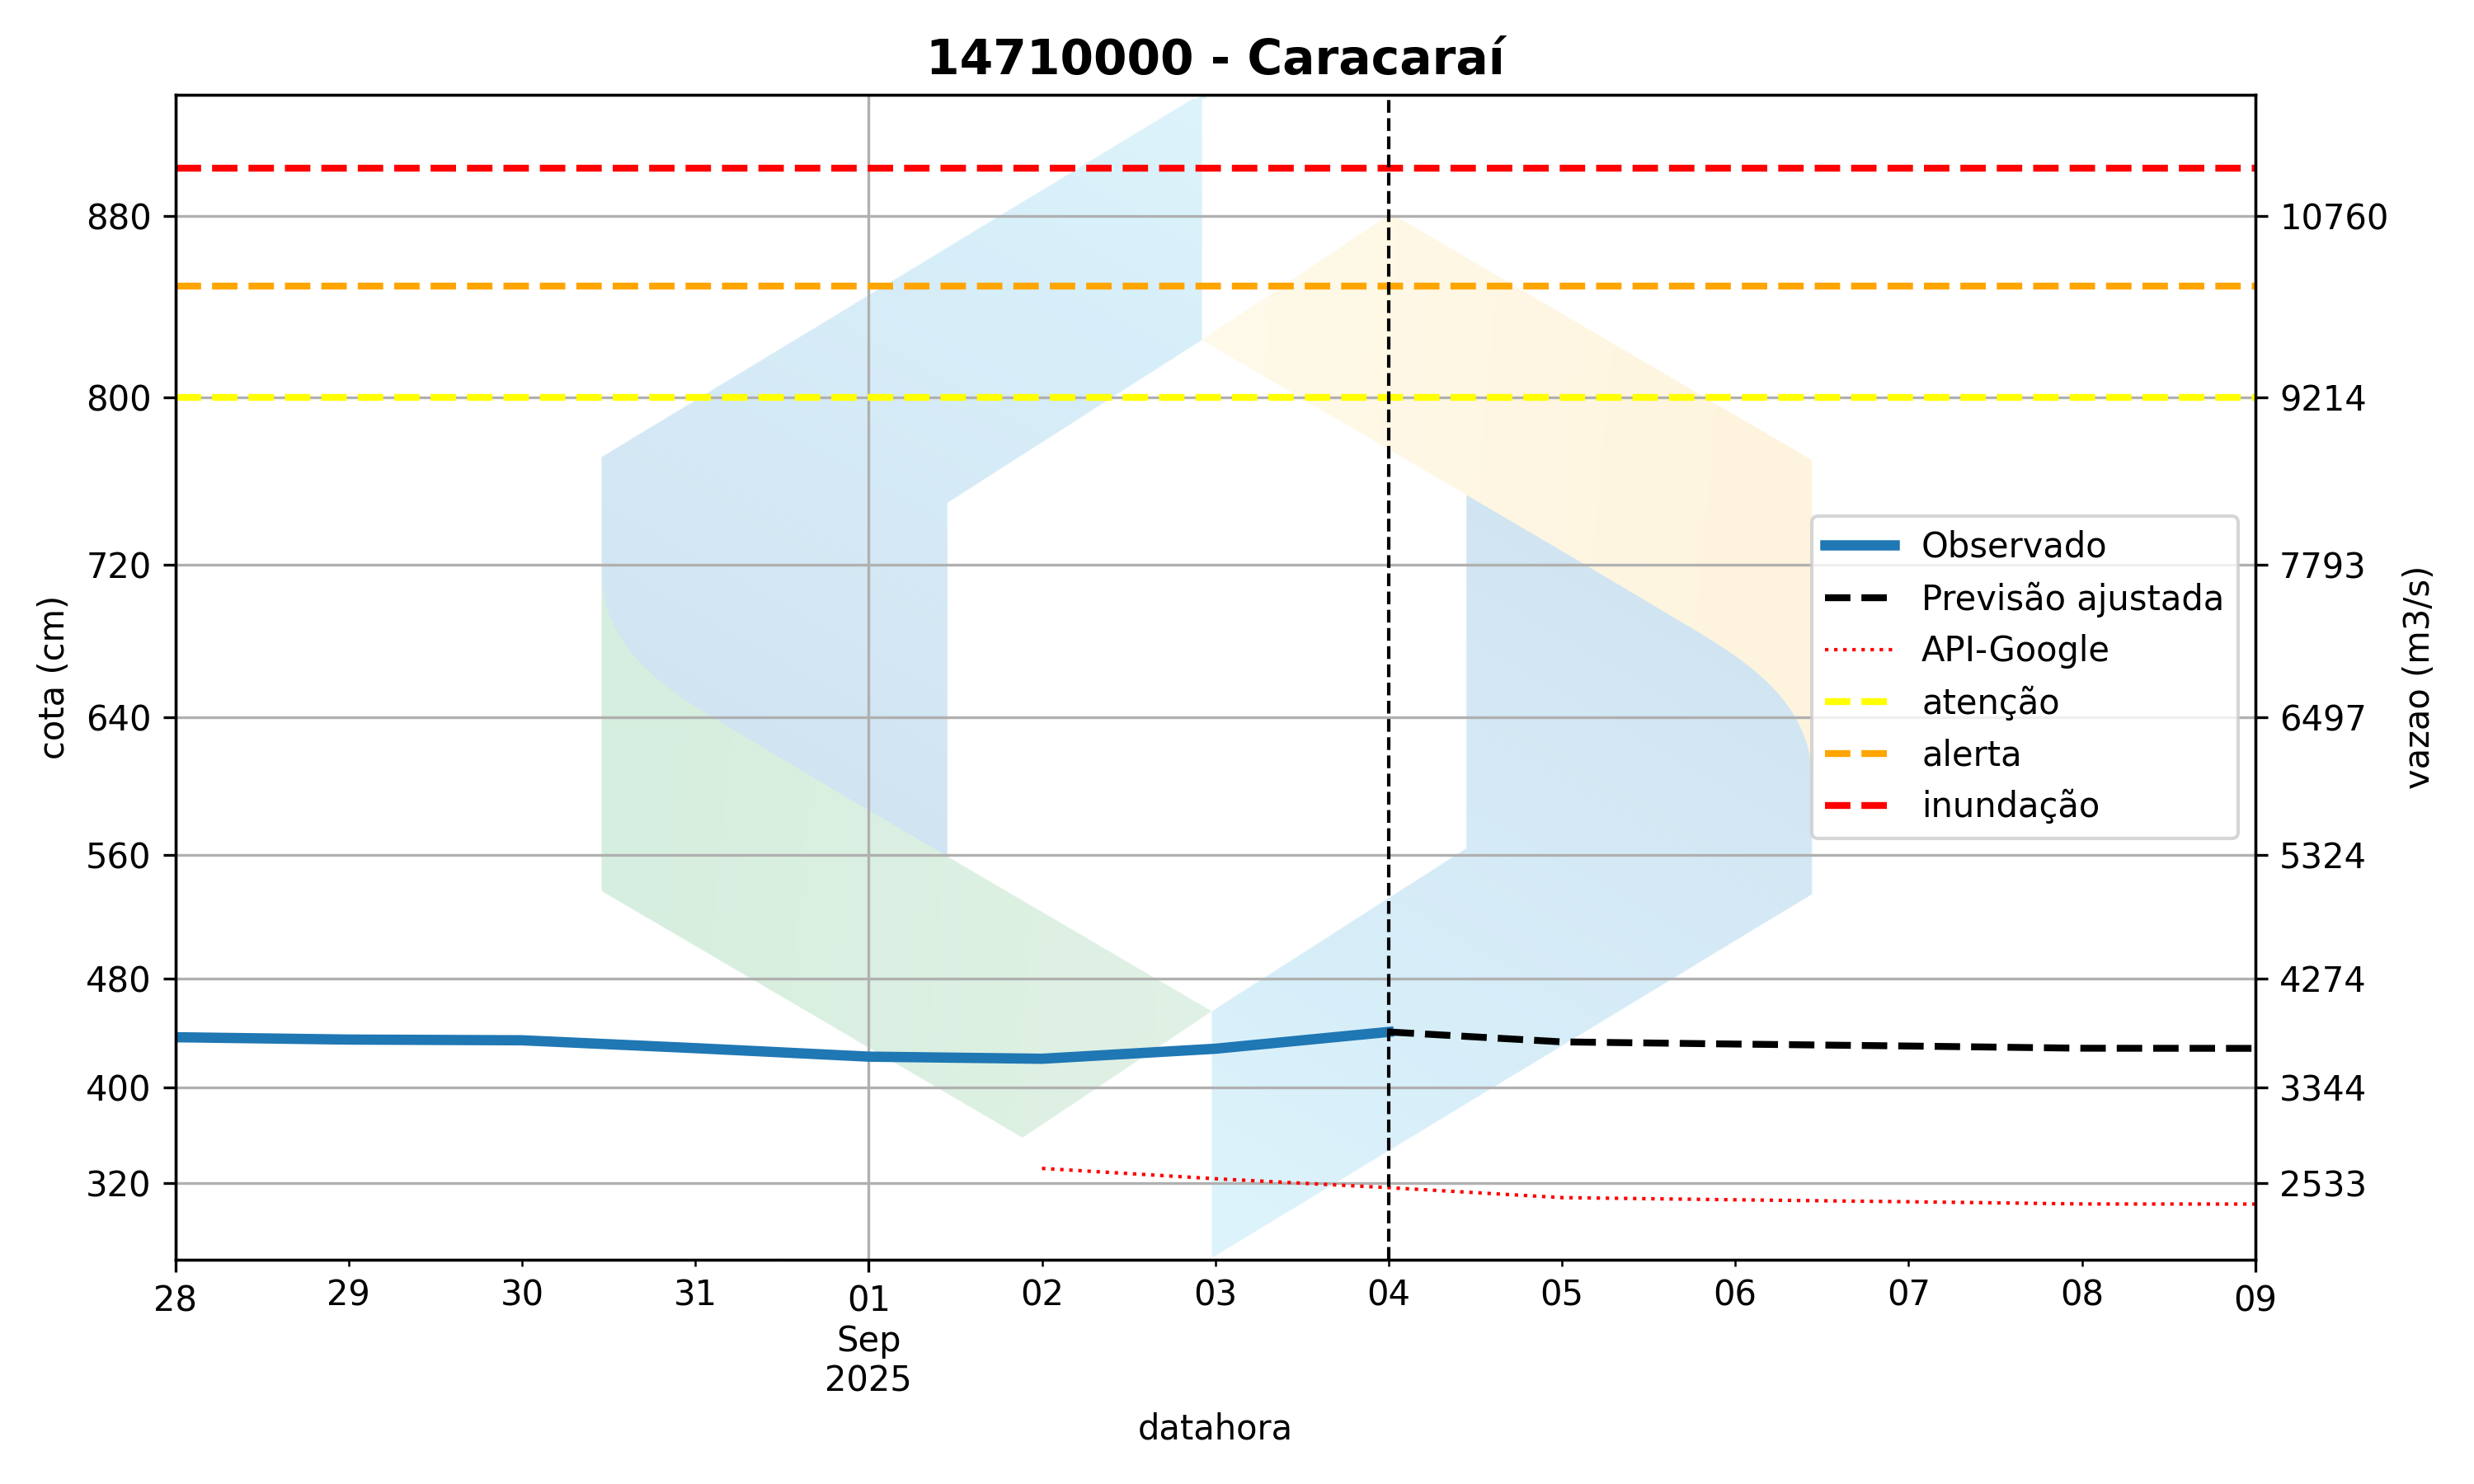 14710000 - Caracaraí
880
800
720
640
560
480
400
320
cota (cm)
10760
9214
7793
6497
5324
4274
3344
2533
vazao (m3/s)
Observado
Previsão ajustada
API-Google
atenção
alerta
inundação
28 29 30 31 01 02 03 04 05 06 07 08 09
Sep
2025
datahora